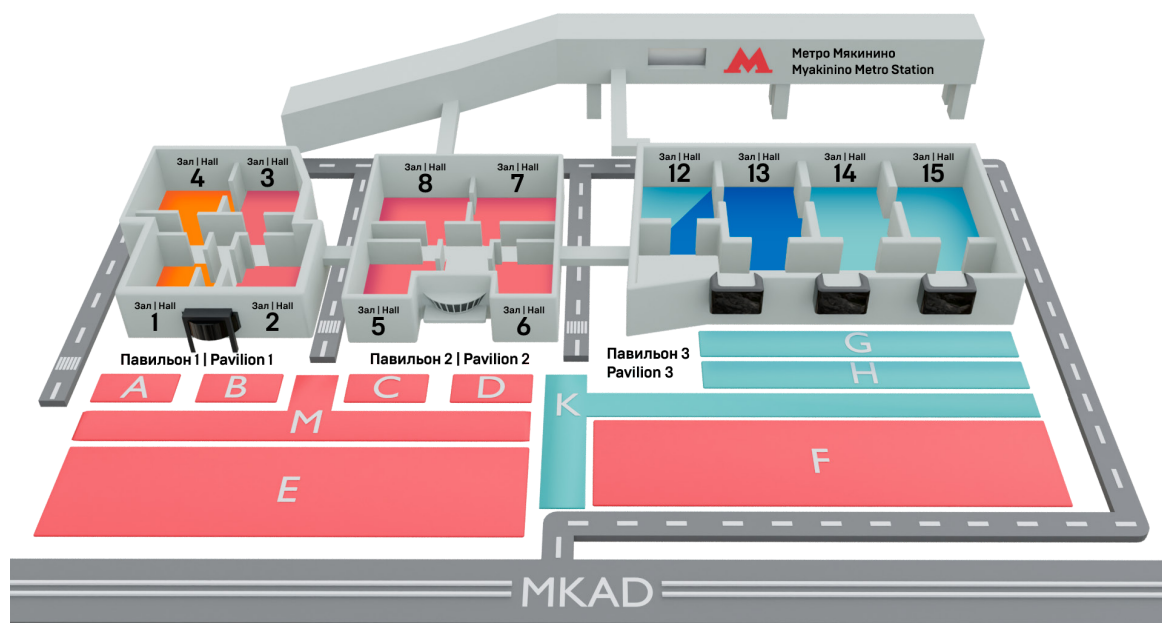 Метро Мякинино
Myakinino Metro Station
Зал | Hall
4
Зал | Hall
3
Зал | Hall
8
Зал | Hall
7
Зал | Hall
12
Зал | Hall
13
Зал | Hall
14
Зал | Hall
15
Зал | Hall
1
Зал | Hall
2
Зал | Hall
5
Зал | Hall
6
Павильон 1 | Pavilion 1
Павильон 2 | Pavilion 2
Павильон 3
Pavilion 3
G
H
A
B
C
D
K
M
E
F
MKAD